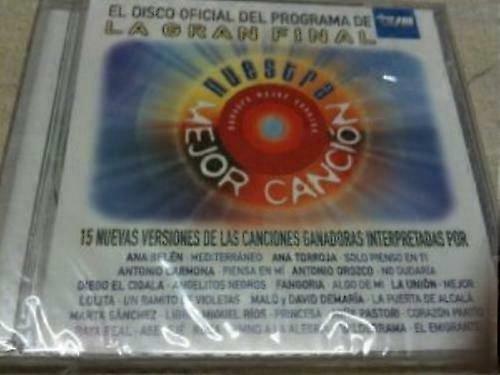 EL DISCO OFICIAL DEL PROGRAMA DE
LA GRAN FINAL
nuestra
MEJOR CANCIÓN
15 NUEVAS VERSIONES DE LAS CANCIONES GANADORAS INTERPRETADAS POR
ANA BELÉN · MEDITERRÁNEO · ANA TORROJA · SOLO PIENSO EN TI
ANTONIO CARMONA · PIENSA EN MÍ · ANTONIO OROZCO · NO DUDARÍA
DIEGO EL CIGALA · ANGELITOS NEGROS · FANGORIA · ALGO DE MI · LA UNIÓN · MEJOR
LOLITA · UN RAMITO DE VIOLETAS · MALÚ y DAVID DEMARÍA · LA PUERTA DE ALCALÁ
MARTA SÁNCHEZ · MIGUEL RÍOS · PRINCESA · PASTORI · CORAZÓN PARTÍO
EL EMIGRANTE